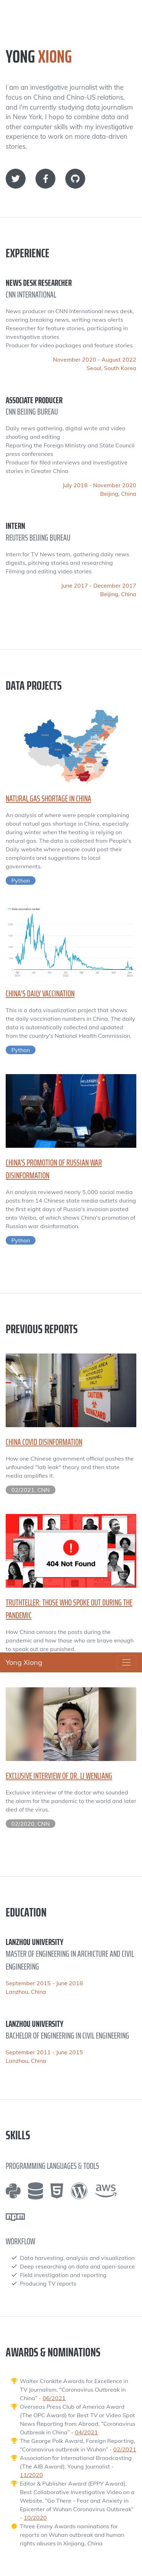 YONG XIONG
I am an investigative journalist with the
focus on China and China-US relations,
and I'm currently studying data journalism
in New York. I hope to combine data and
other computer skills with my investigative
experience to work on more data-driven
stories.
EXPERIENCE
NEWS DESK RESEARCHER
CNN INTERNATIONAL
News producer on CNN International news desk,
covering breaking news, writing news alerts
Researcher for feature stories, participating in
investigative stories
Producer for video packages and feature stories
November 2020 - August 2022
Seoul, South Korea
ASSOCIATE PRODUCER
CNN BEIJING BUREAU
Daily news gathering, digital write and video
shooting and editing
Reporting the Foreign Ministry and State Council
press conferences
Producer for filed interviews and investigative
stories in Greater China
July 2018 - November 2020
Beijing, China
INTERN
REUTERS BEIJING BUREAU
Intern for TV News team, gathering daily news
digests, pitching stories and researching
Filming and editing video stories
June 2017 - December 2017
Beijing, China
DATA PROJECTS
NATURAL GAS SHORTAGE IN CHINA
An analysis of where were people complaining
about natual gas shortage in China, especially
during winter when the heating is relying on
natural gas. The data is collected from People's
Daily website where people could post their
complaints and suggestions to local
governments.
Python
CHINA'S DAILY VACCINATION
This is a data visualization project that shows
the daily vaccination numbers in China. The daily
data is automatically collected and updated
from the country's National Health Commission.
Python
CHINA'S PROMOTION OF RUSSIAN WAR
DISINFORMATION
An analysis reviewed nearly 5,000 social media
posts from 14 Chinese state media outlets during
the first eight days of Russia's invasion posted
onto Weibo, of which shows China's promotion of
Russian war disinformation.
Python
PREVIOUS REPORTS
CHINA COVID DISINFORMATION
How one Chinese government official pushes the
unfounded "lab leak" theory and then state
media amplifies it.
02/2021, CNN
404 Not Found
TRUTHTELLER: THOSE WHO SPOKE OUT DURING THE
PANDEMIC
How China censors the posts during the
pandemic and how those who are brave enough
to speak out are punished.
Yong Xiong
EXCLUSIVE INTERVIEW OF DR. LI WENLIANG
Exclusive interview of the doctor who sounded
the alarm for the pandemic to the world and later
died of the virus.
02/2020, CNN
EDUCATION
LANZHOU UNIVERSITY
MASTER OF ENGINEERING IN ARCHICTURE AND CIVIL
ENGINEERING
September 2015 - June 2018
Lanzhou, China
LANZHOU UNIVERSITY
BACHELOR OF ENGINEERING IN CIVIL ENGINEERING
September 2011 - June 2015
Lanzhou, China
SKILLS
PROGRAMMING LANGUAGES & TOOLS
aws
npm
WORKFLOW
Data harvesting, analysis and visualization
Deep researching on data and open-source
Field investigation and reporting
Producing TV reports
AWARDS & NOMINATIONS
Walter Cronkite Awards for Excellence in
TV Journalism, "Coronavirus Outbreak in
China" - 06/2021
Overseas Press Club of America Award
(The OPC Award) for Best TV or Video Spot
News Reporting from Abroad, "Coronavirus
Outbreak in China" - 04/2021
The George Polk Award, Foreign Reporting,
"Coronavirus outbreak in Wuhan" - 02/2021
Association for International Broadcasting
(The AIB Award), Young Journalist -
11/2020
Editor & Publisher Award (EPPY Award),
Best Collaborative Investigative Video on a
Website, "Go There - Fear and Anxiety in
Epicenter of Wuhan Coronavirus Outbreak"
- 10/2020
Three Emmy Awards nominations for
reports on Wuhan outbreak and human
rights abuses in Xinjiang, China